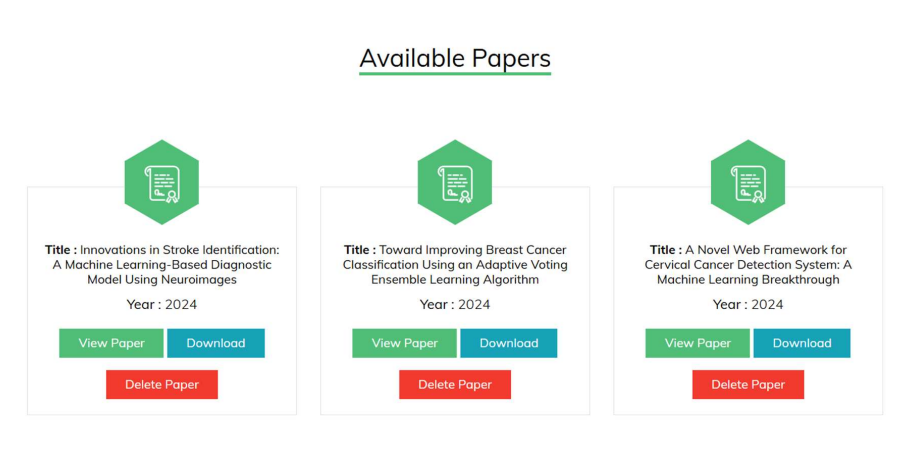 Available Papers
Title : Innovations in Stroke Identification:
A Machine Learning-Based Diagnostic
Model Using Neuroimages
Year : 2024
View Paper
Download
Delete Paper
Title : Toward Improving Breast Cancer
Classification Using an Adaptive Voting
Ensemble Learning Algorithm
Year : 2024
View Paper
Download
Delete Paper
Title : A Novel Web Framework for
Cervical Cancer Detection System: A
Machine Learning Breakthrough
Year : 2024
View Paper
Download
Delete Paper